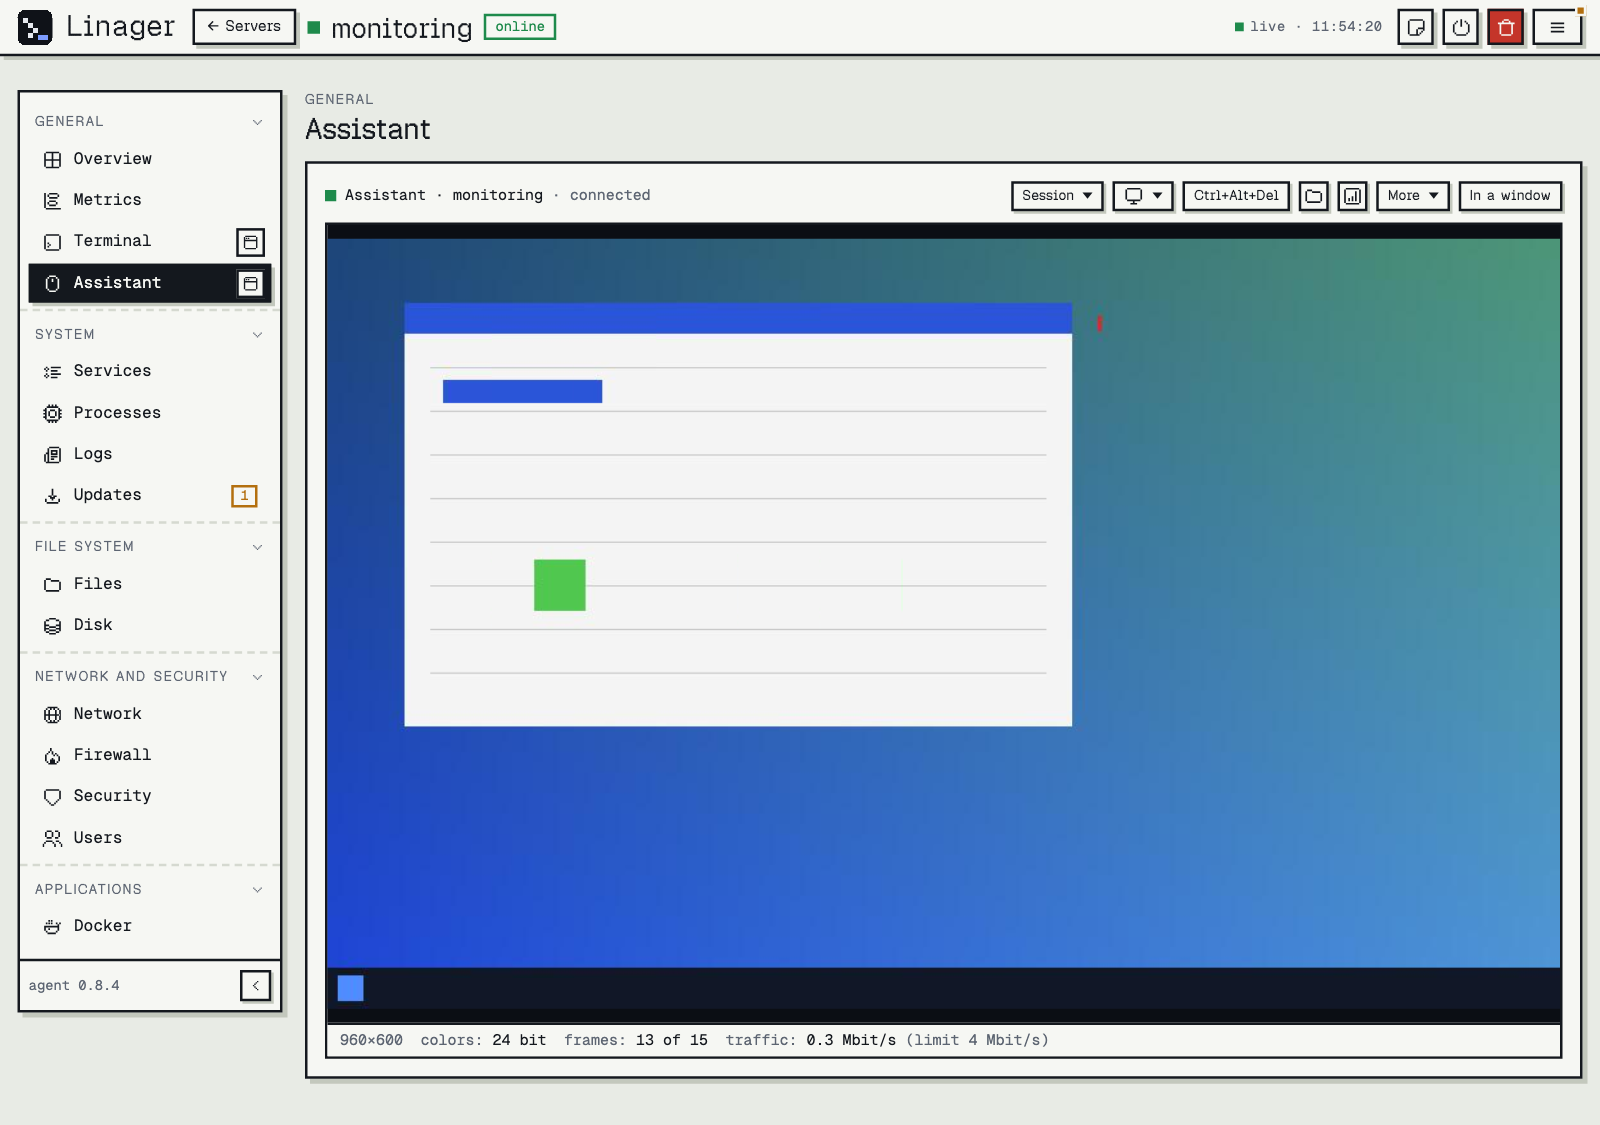 Linager
← Servers
monitoring
online
live · 11:54:20
GENERAL
Overview
Metrics
Terminal
Assistant
SYSTEM
Services
Processes
Logs
Updates
1
FILE SYSTEM
Files
Disk
NETWORK AND SECURITY
Network
Firewall
Security
Users
APPLICATIONS
Docker
agent 0.8.4
GENERAL
Assistant
Assistant · monitoring · connected
Session
Ctrl+Alt+Del
More
In a window
960×600 colors: 24 bit frames: 13 of 15 traffic: 0.3 Mbit/s (limit 4 Mbit/s)